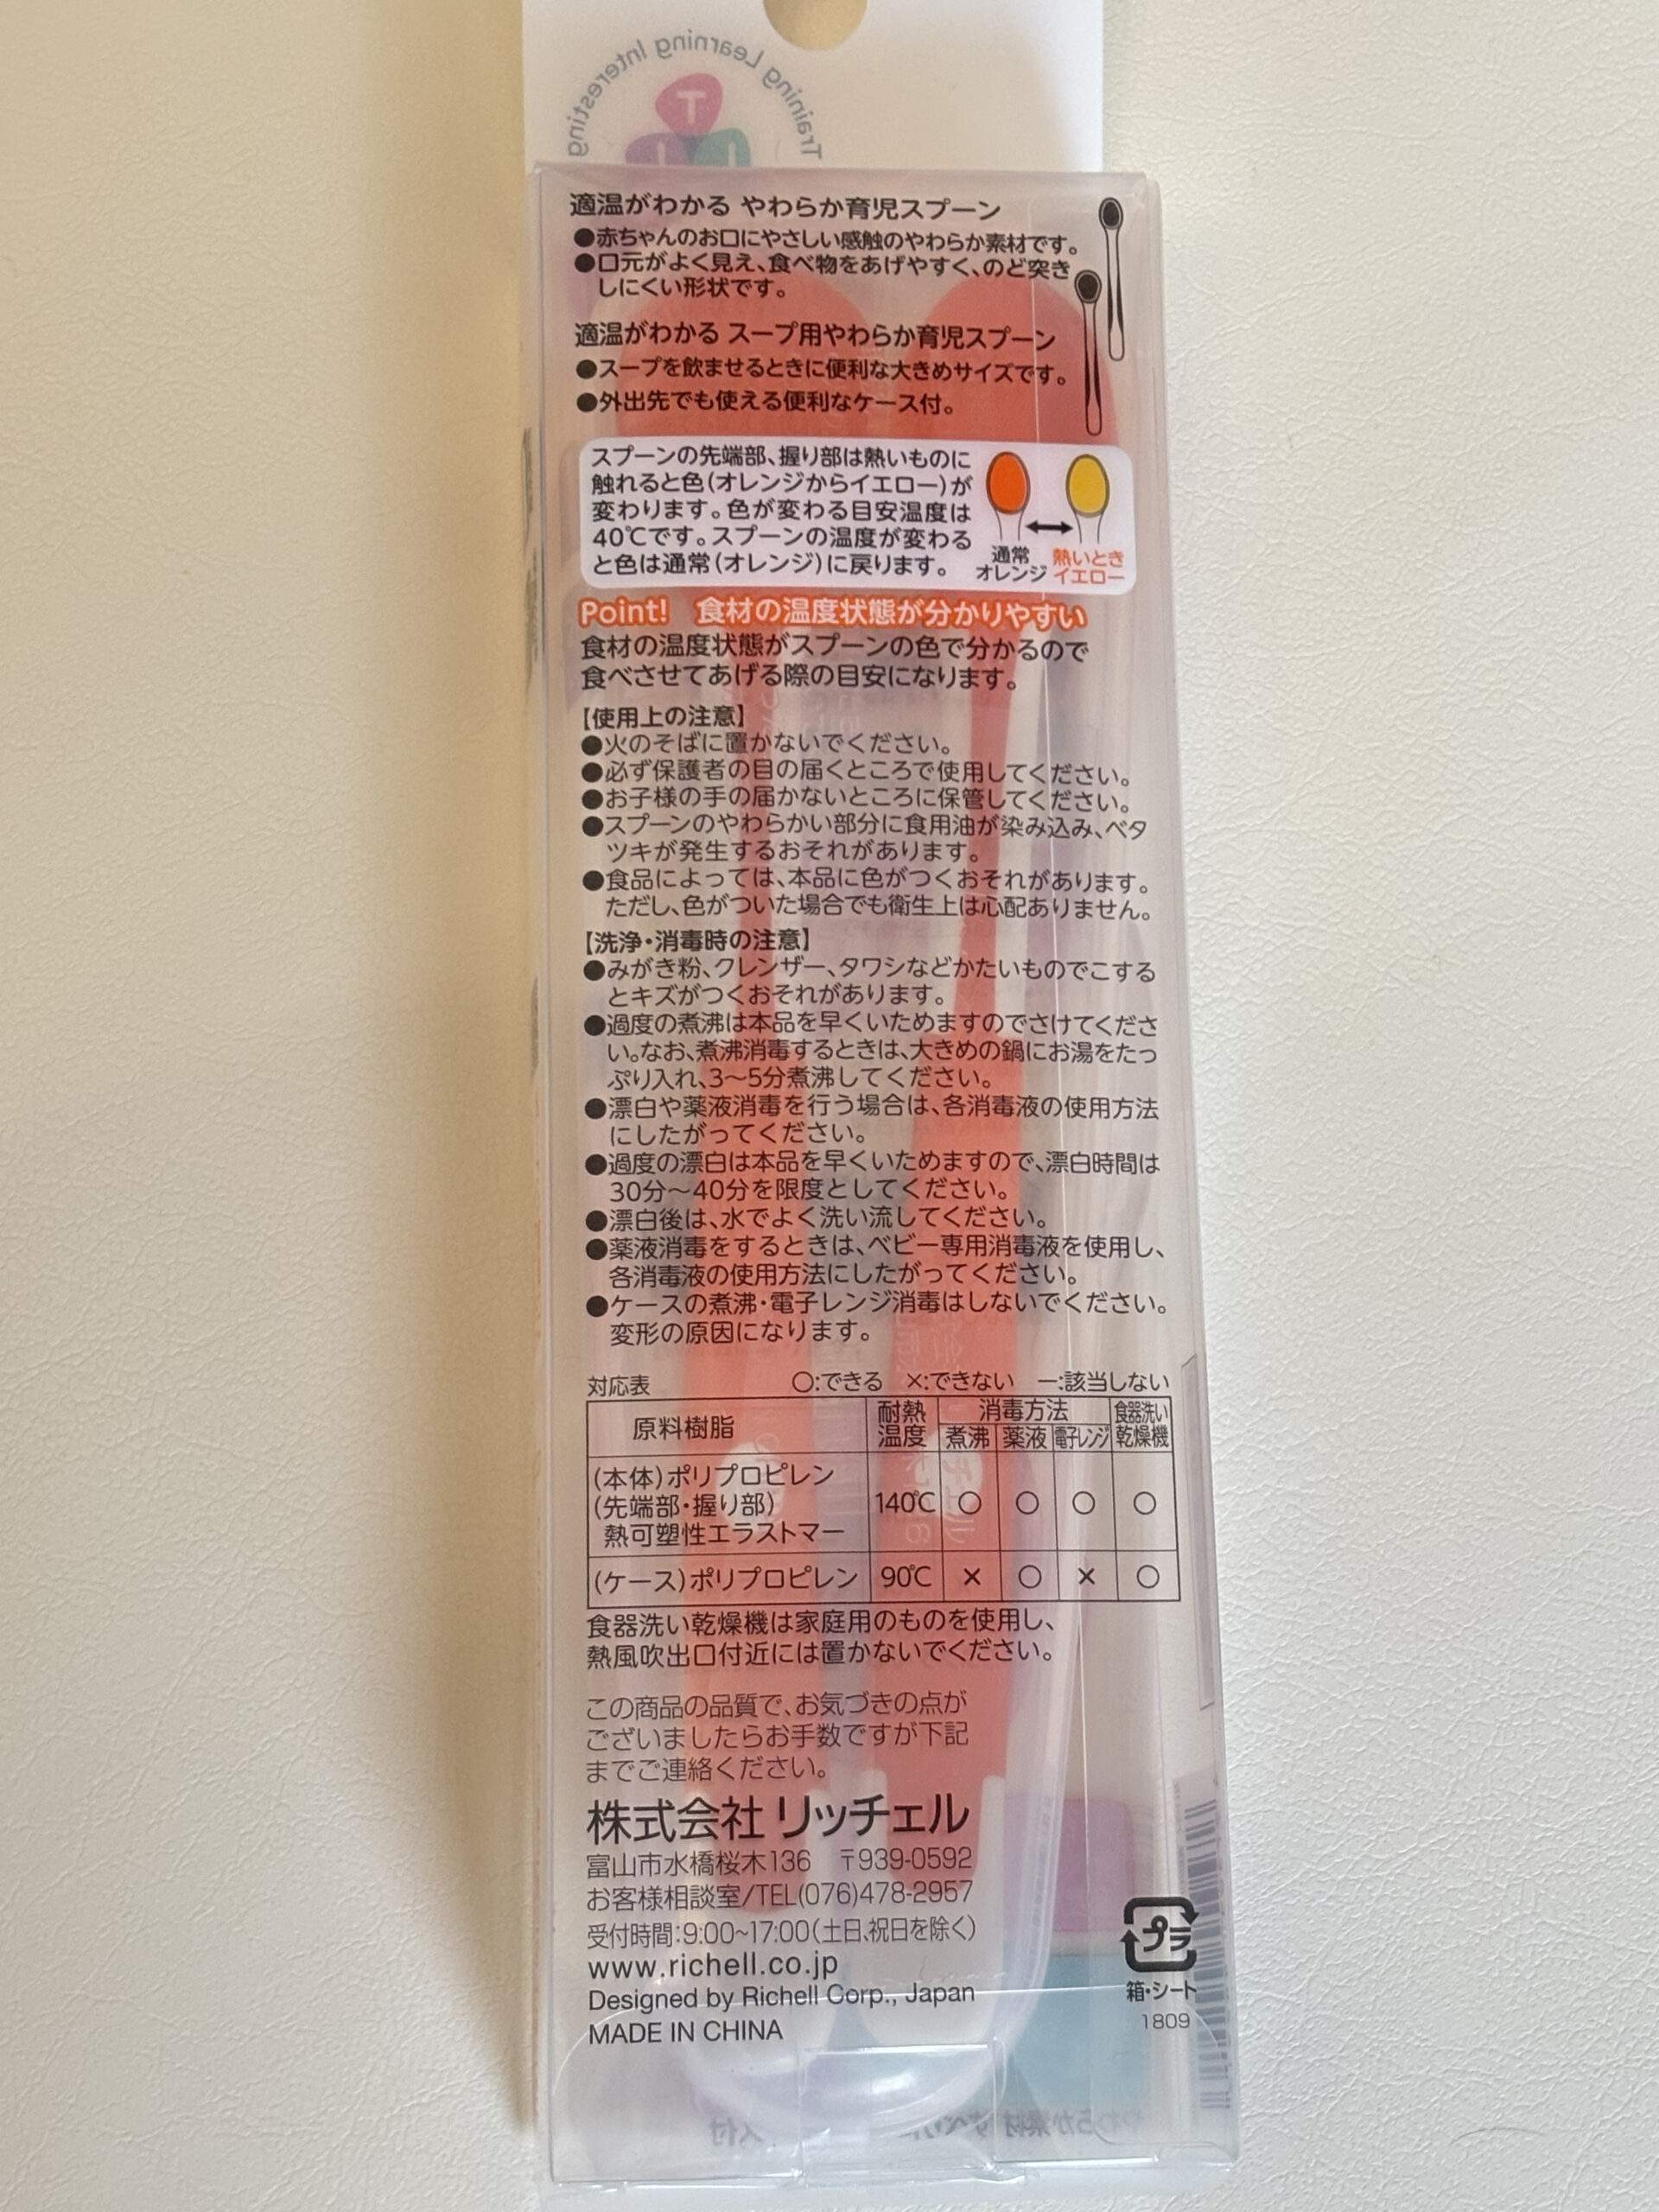 Training Learning Interesting
T
L
I
適温がわかる やわらか育児スプーン
●赤ちゃんのお口にやさしい感触のやわらか素材です。
●口元がよく見え、食べ物をあげやすく、のど突き
しにくい形状です。
適温がわかる スープ用やわらか育児スプーン
●スープを飲ませるときに便利な大きめサイズです。
●外出先でも使える便利なケース付。
スプーンの先端部、握り部は熱いものに
触れると色(オレンジからイエロー)が
変わります。色が変わる目安温度は
40℃です。スプーンの温度が変わる
と色は通常(オレンジ)に戻ります。
通常 熱いとき
オレンジ イエロー
Point! 食材の温度状態が分かりやすい
食材の温度状態がスプーンの色で分かるので
食べさせてあげる際の目安になります。
【使用上の注意】
●火のそばに置かないでください。
●必ず保護者の目の届くところで使用してください。
●お子様の手の届かないところに保管してください。
●スプーンのやわらかい部分に食用油が染み込み、ベタ
ツキが発生するおそれがあります。
●食品によっては、本品に色がつくおそれがあります。
ただし、色がついた場合でも衛生上は心配ありません。
【洗浄・消毒時の注意】
●みがき粉、クレンザー、タワシなどかたいものでこする
とキズがつくおそれがあります。
●過度の煮沸は本品を早くいためますのでさけてくださ
い。なお、煮沸消毒するときは、大きめの鍋にお湯をたっ
ぷり入れ、3〜5分煮沸してください。
●漂白や薬液消毒を行う場合は、各消毒液の使用方法
にしたがってください。
●過度の漂白は本品を早くいためますので、漂白時間は
30分〜40分を限度としてください。
●漂白後は、水でよく洗い流してください。
●薬液消毒をするときは、ベビー専用消毒液を使用し、
各消毒液の使用方法にしたがってください。
●ケースの煮沸・電子レンジ消毒はしないでください。
変形の原因になります。
対応表 ○:できる ×:できない ー:該当しない
原料樹脂 耐熱温度 消毒方法 食器洗い乾燥機
煮沸 薬液 電子レンジ
(本体)ポリプロピレン
(先端部・握り部) 140℃ ○ ○ ○ ○
熱可塑性エラストマー
(ケース)ポリプロピレン 90℃ × ○ × ○
食器洗い乾燥機は家庭用のものを使用し、
熱風吹出口付近には置かないでください。
この商品の品質で、お気づきの点が
ございましたらお手数ですが下記
までご連絡ください。
株式会社 リッチェル
富山市水橋桜木136 〒939-0592
お客様相談室/TEL(076)478-2957
受付時間:9:00~17:00(土日、祝日を除く)
www.richell.co.jp
Designed by Richell Corp., Japan
MADE IN CHINA
プラ
箱・シート
1809